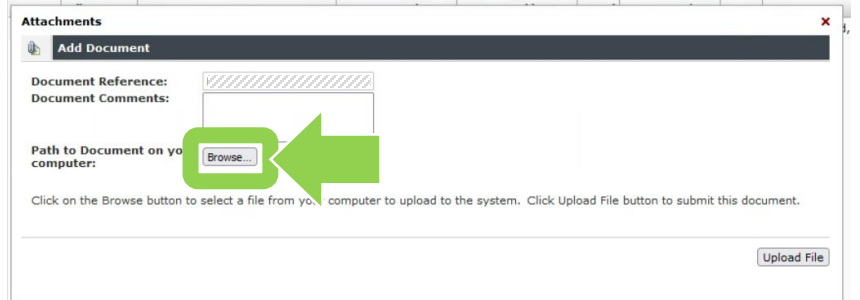 Attachments
Add Document
Document Reference:
Document Comments:
Path to Document on yo
computer:
Browse...
Click on the Browse button to select a file from computer to upload to the system. Click Upload File button to submit this document.
Upload File